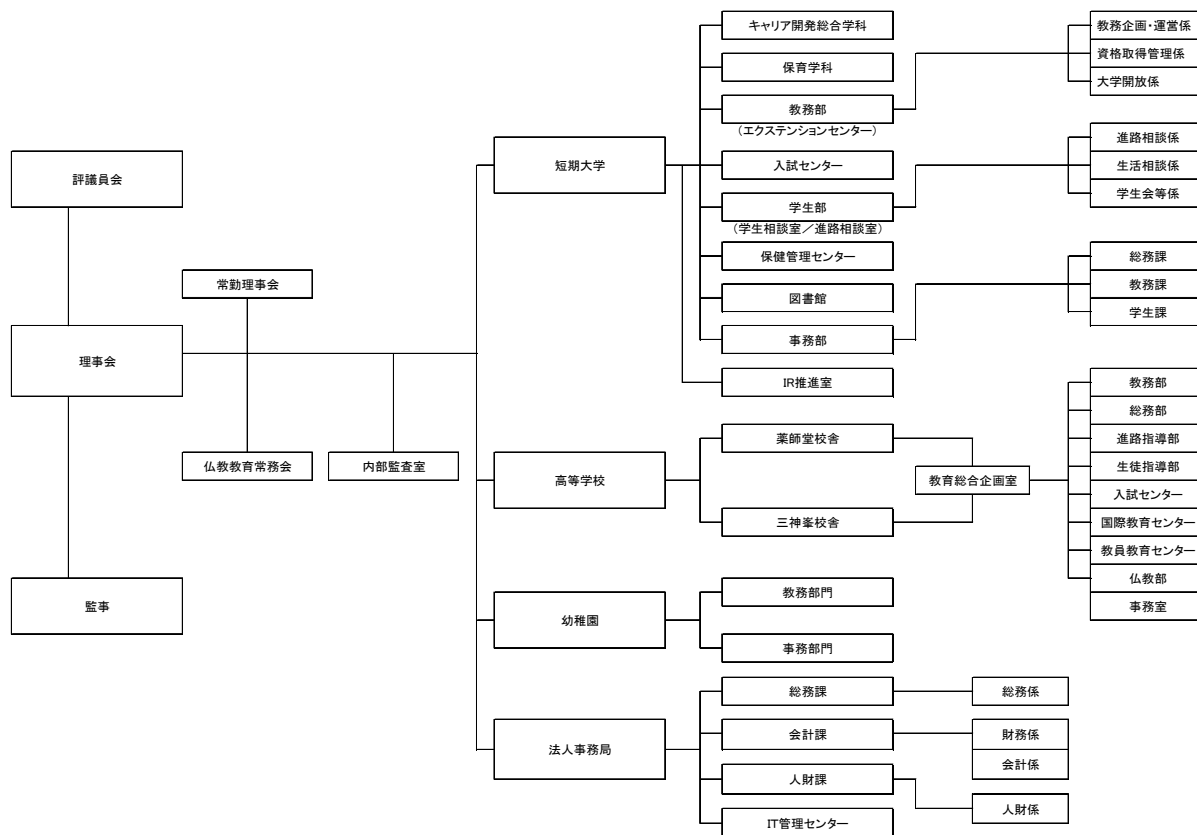 評議員会
理事会
監事
常勤理事会
仏教教育常務会
内部監査室
短期大学
キャリア開発総合学科
保育学科
教務部
（エクステンションセンター）
入試センター
学生部
（学生相談室／進路相談室）
保健管理センター
図書館
事務部
IR推進室
教務企画・運営係
資格取得管理係
大学開放係
進路相談係
生活相談係
学生会等係
総務課
教務課
学生課
高等学校
薬師堂校舎
三神峯校舎
教育総合企画室
教務部
総務部
進路指導部
生徒指導部
入試センター
国際教育センター
教員教育センター
仏教部
事務室
幼稚園
教務部門
事務部門
法人事務局
総務課
会計課
人財課
IT管理センター
総務係
財務係
会計係
人財係